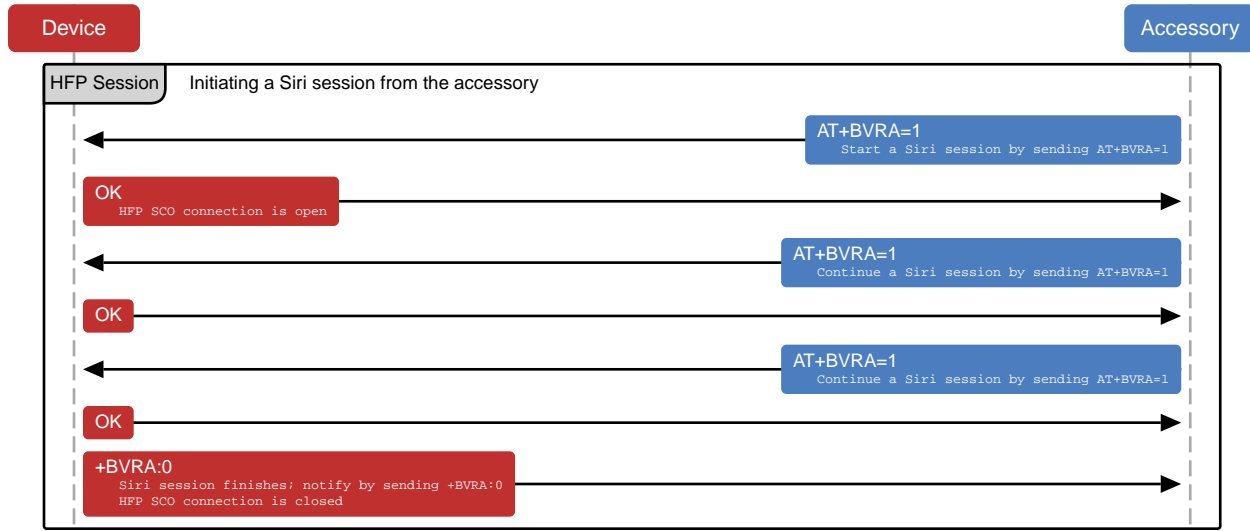 Device
Accessory
HFP Session
Initiating a Siri session from the accessory
AT+BVRA=1
Start a Siri session by sending AT+BVRA=1
OK
HFP SCO connection is open
AT+BVRA=1
Continue a Siri session by sending AT+BVRA=1
OK
AT+BVRA=1
Continue a Siri session by sending AT+BVRA=1
OK
+BVRA:0
Siri session finishes; notify by sending +BVRA:0
HFP SCO connection is closed